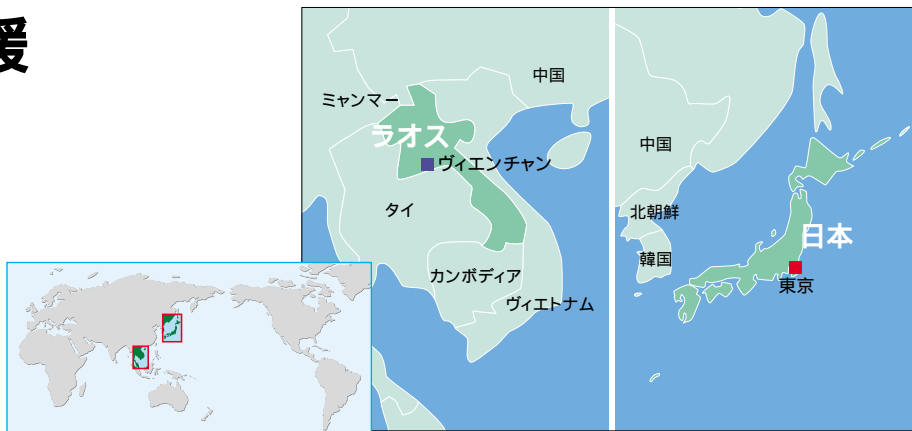 援
中国
ミャンマー
ラオス
ヴィエンチャン
タイ
カンボディア
ヴィエトナム
中国
北朝鮮
韓国
日本
東京